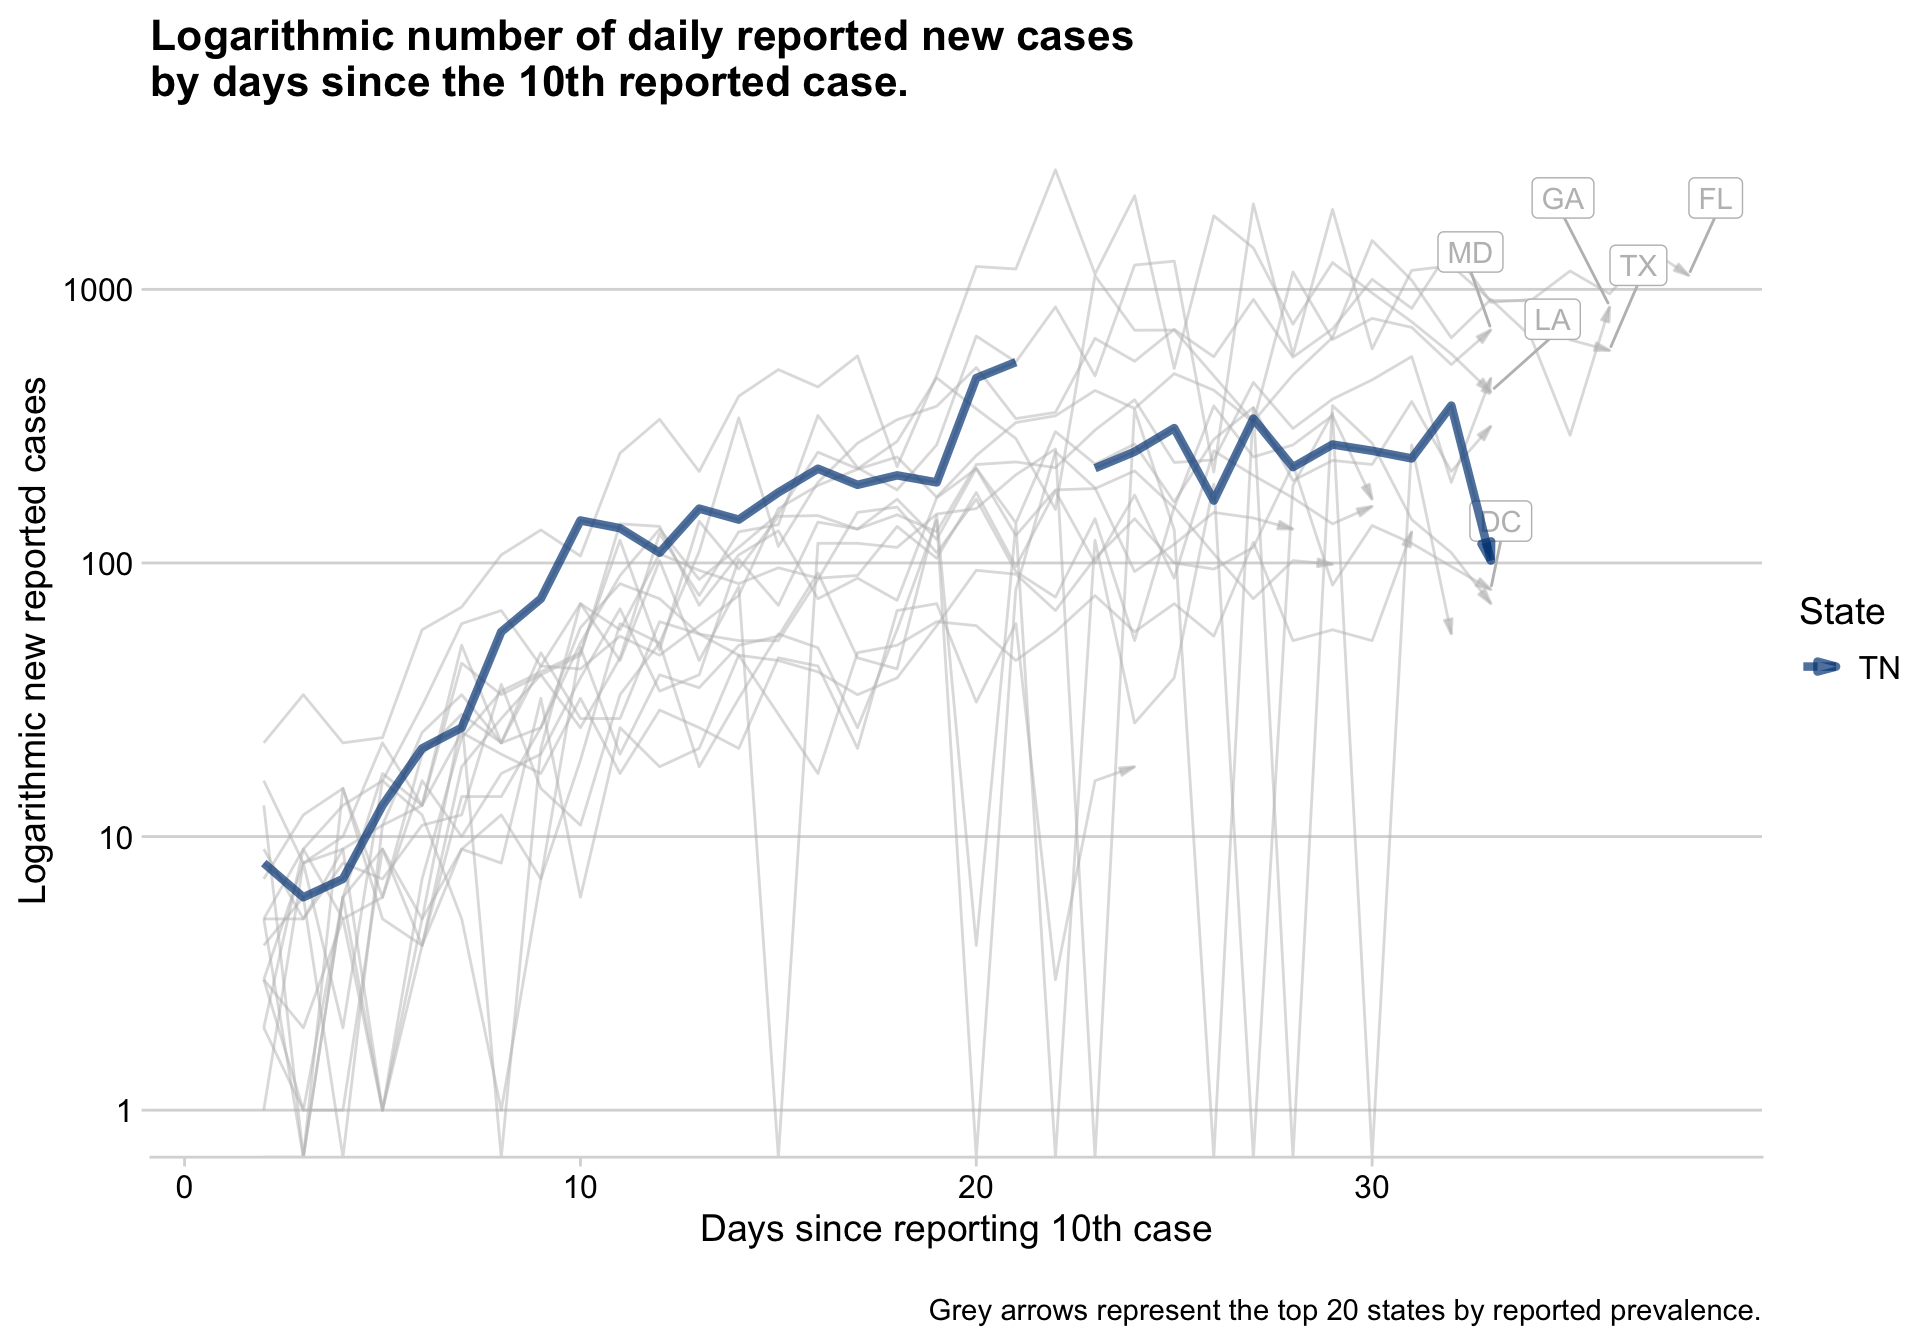 Logarithmic number of daily reported new cases
by days since the 10th reported case.
GA
FL
MD
TX
LA
DC
1000
100
10
1
Logarithmic new reported cases
0
10
20
30
Days since reporting 10th case
State
TN
Grey arrows represent the top 20 states by reported prevalence.